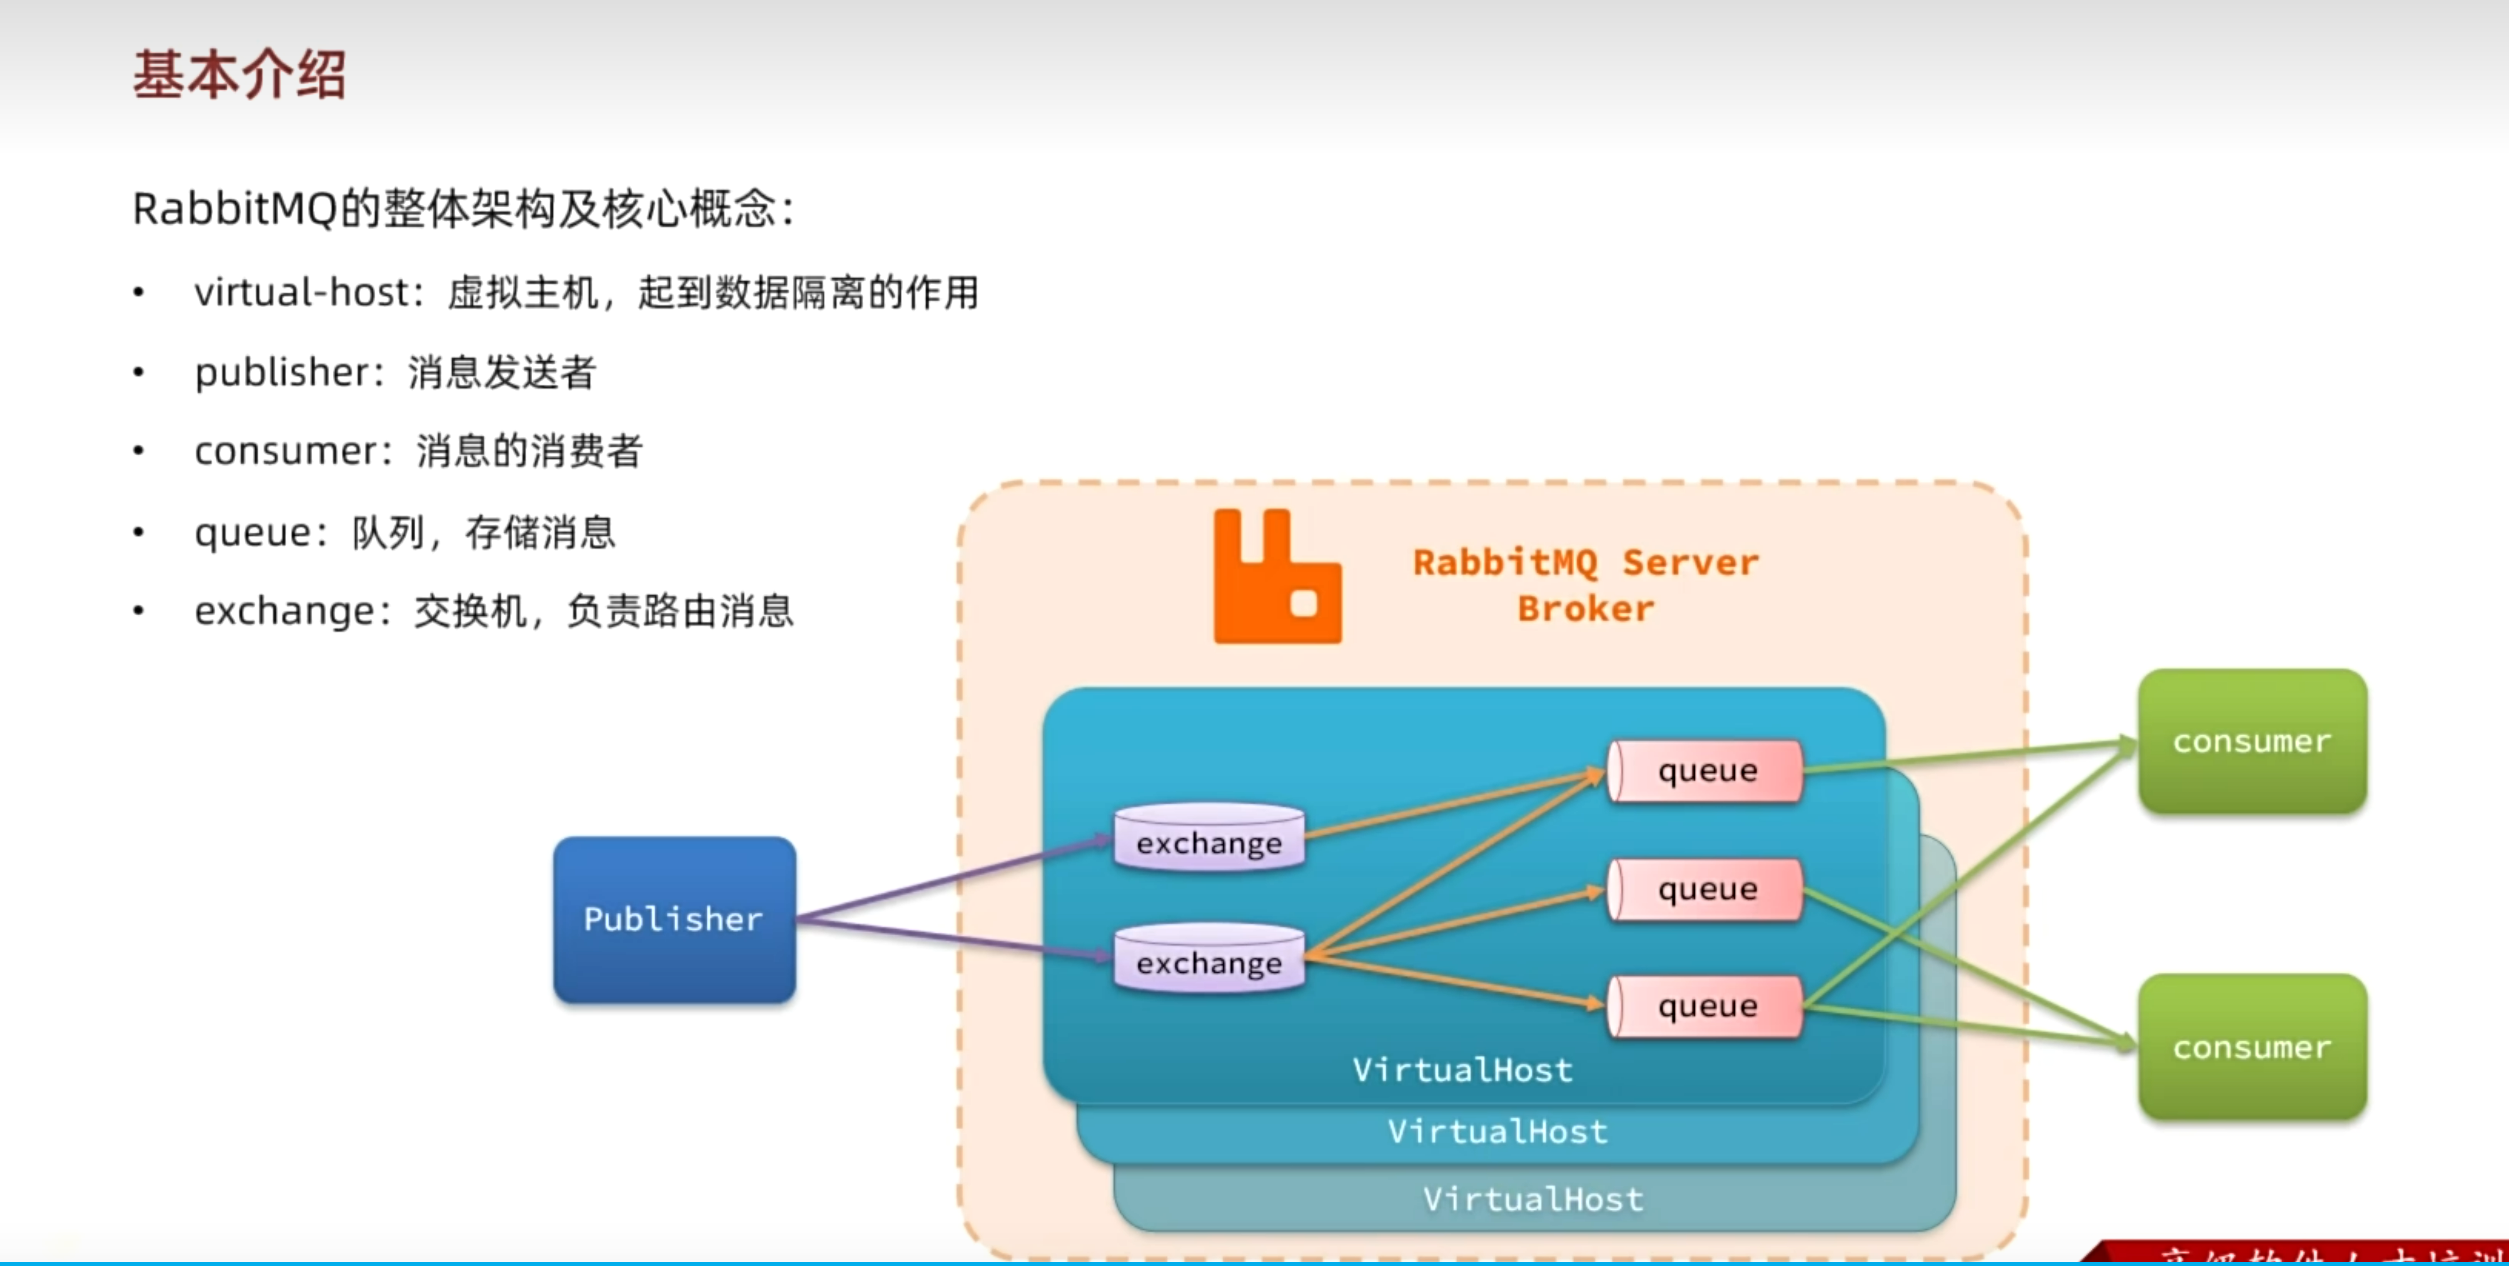 基本介绍
RabbitMQ的整体架构及核心概念：
• virtual-host：虚拟主机，起到数据隔离的作用
• publisher：消息发送者
• consumer：消息的消费者
• queue：队列，存储消息
• exchange：交换机，负责路由消息
RabbitMQ Server
Broker
consumer
queue
exchange
queue
Publisher
exchange
queue
consumer
VirtualHost
VirtualHost
VirtualHost